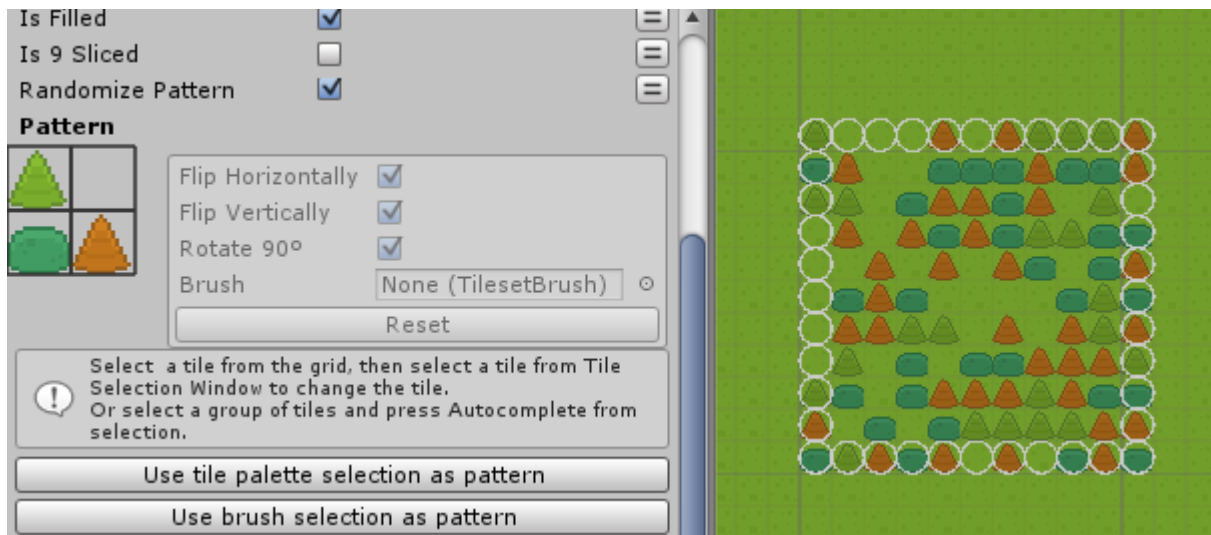 Is Filled
Is 9 Sliced
Randomize Pattern
Pattern
Flip Horizontally
Flip Vertically
Rotate 90º
Brush None (TilesetBrush)
Reset
Select a tile from the grid, then select a tile from Tile
Selection Window to change the tile.
Or select a group of tiles and press Autocomplete from
selection.
Use tile palette selection as pattern
Use brush selection as pattern